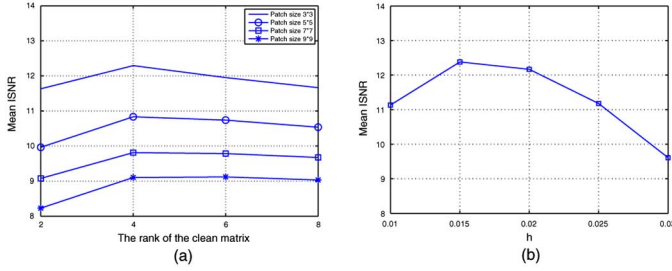 14
13
12
11
10
9
8
Mean ISNR
Patch size 3*3
Patch size 5*5
Patch size 7*7
Patch size 9*9
2
4
6
8
The rank of the clean matrix
(a)
14
13
12
11
10
9
8
Mean ISNR
0.01
0.015
0.02
0.025
h
(b)